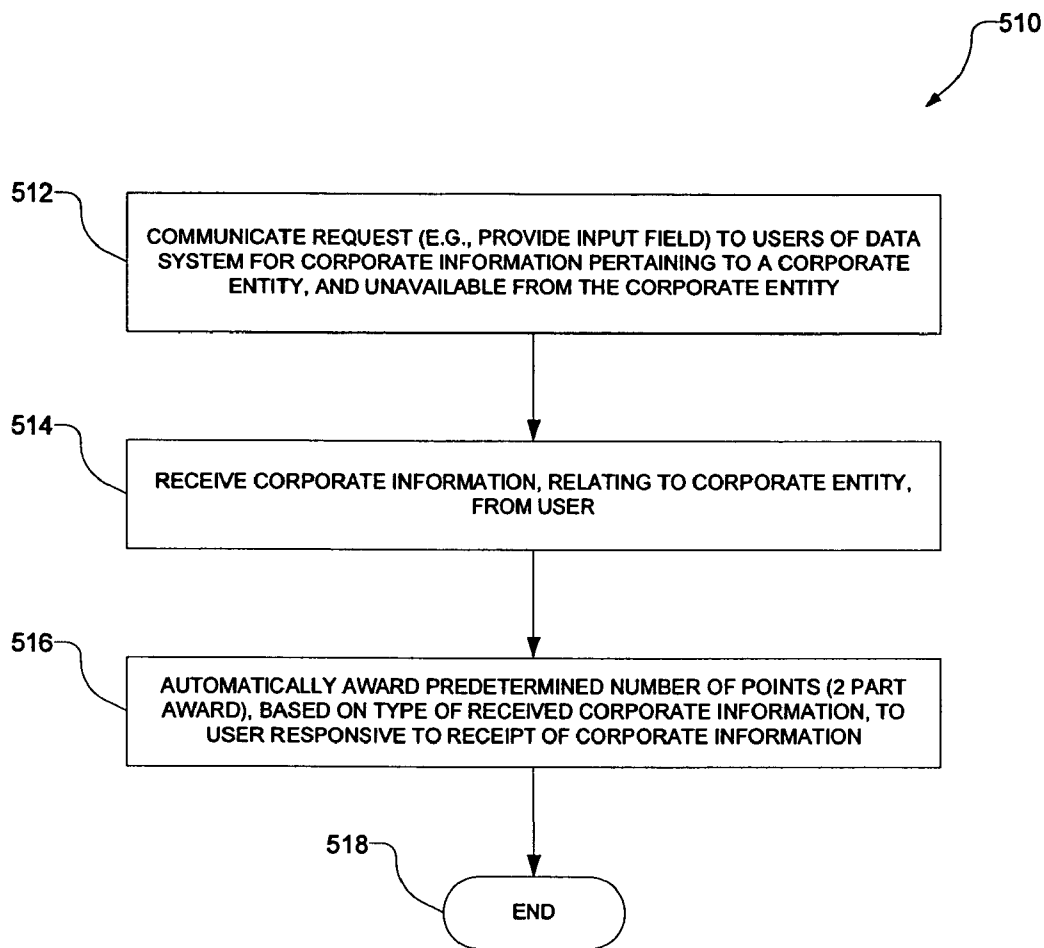 510
512
COMMUNICATE REQUEST (E.G., PROVIDE INPUT FIELD) TO USERS OF DATA
SYSTEM FOR CORPORATE INFORMATION PERTAINING TO A CORPORATE
ENTITY, AND UNAVAILABLE FROM THE CORPORATE ENTITY
514
RECEIVE CORPORATE INFORMATION, RELATING TO CORPORATE ENTITY,
FROM USER
516
AUTOMATICALLY AWARD PREDETERMINED NUMBER OF POINTS (2 PART
AWARD), BASED ON TYPE OF RECEIVED CORPORATE INFORMATION, TO
USER RESPONSIVE TO RECEIPT OF CORPORATE INFORMATION
518
END